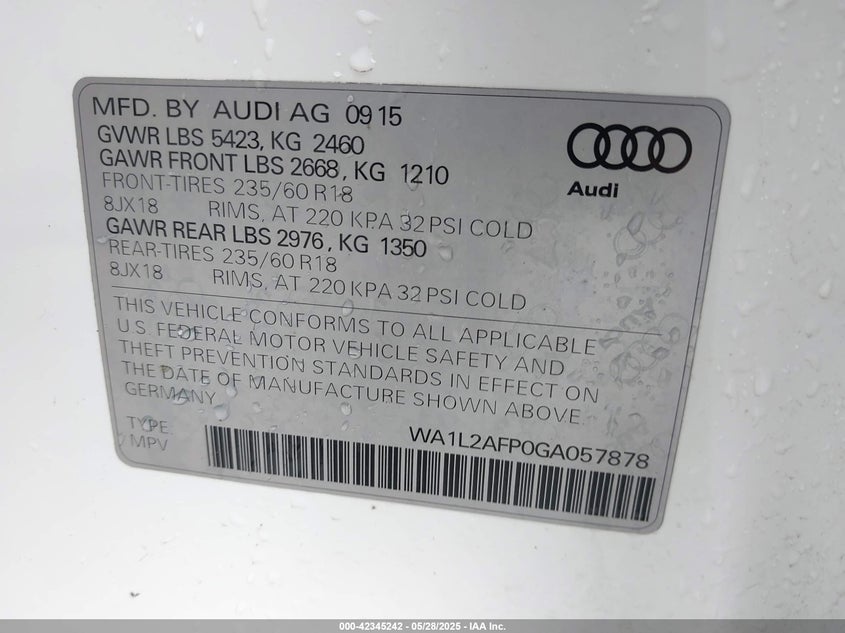 MFD. BY AUDI AG 09 15
GVWR LBS 5423, KG 2460
GAWR FRONT LBS 2668, KG 1210
FRONT-TIRES 235/60 R18
8JX18 RIMS, AT 220 KPA 32 PSI COLD
GAWR REAR LBS 2976, KG 1350
REAR-TIRES 235/60 R18
8JX18 RIMS, AT 220 KPA 32 PSI COLD
Audi
THIS VEHICLE CONFORMS TO ALL APPLICABLE
U.S. FEDERAL MOTOR VEHICLE SAFETY AND
THEFT PREVENTION STANDARDS IN EFFECT ON
THE DATE OF MANUFACTURE SHOWN ABOVE.
GERMANY
TYPE
/ MPV
WA1L2AFP0GA057878
000-42345242 - 05/28/2025 - IAA Inc.